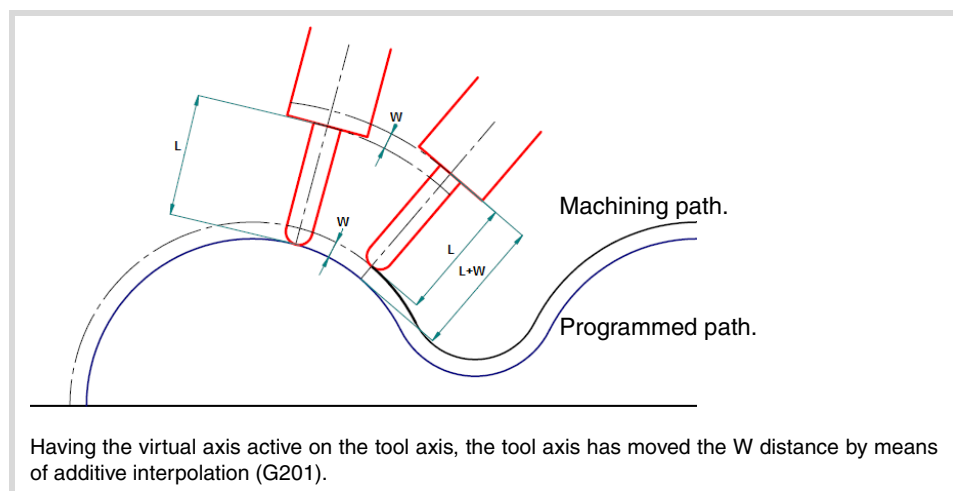 W
L
W
Machining path.
L
L+W
Programmed path.
Having the virtual axis active on the tool axis, the tool axis has moved the W distance by means
of additive interpolation (G201).